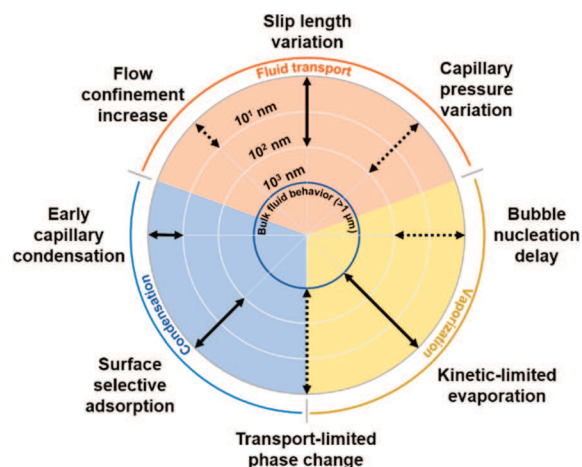 Slip length
variation
Flow
confinement
increase
Fluid transport
Capillary
pressure
variation
10¹ nm
10² nm
10³ nm
Bulk fluid behavior (>1 µm)
Early
capillary
condensation
Bubble
nucleation
delay
Condensation
Vaporization
Surface
selective
adsorption
Kinetic-limited
evaporation
Transport-limited
phase change